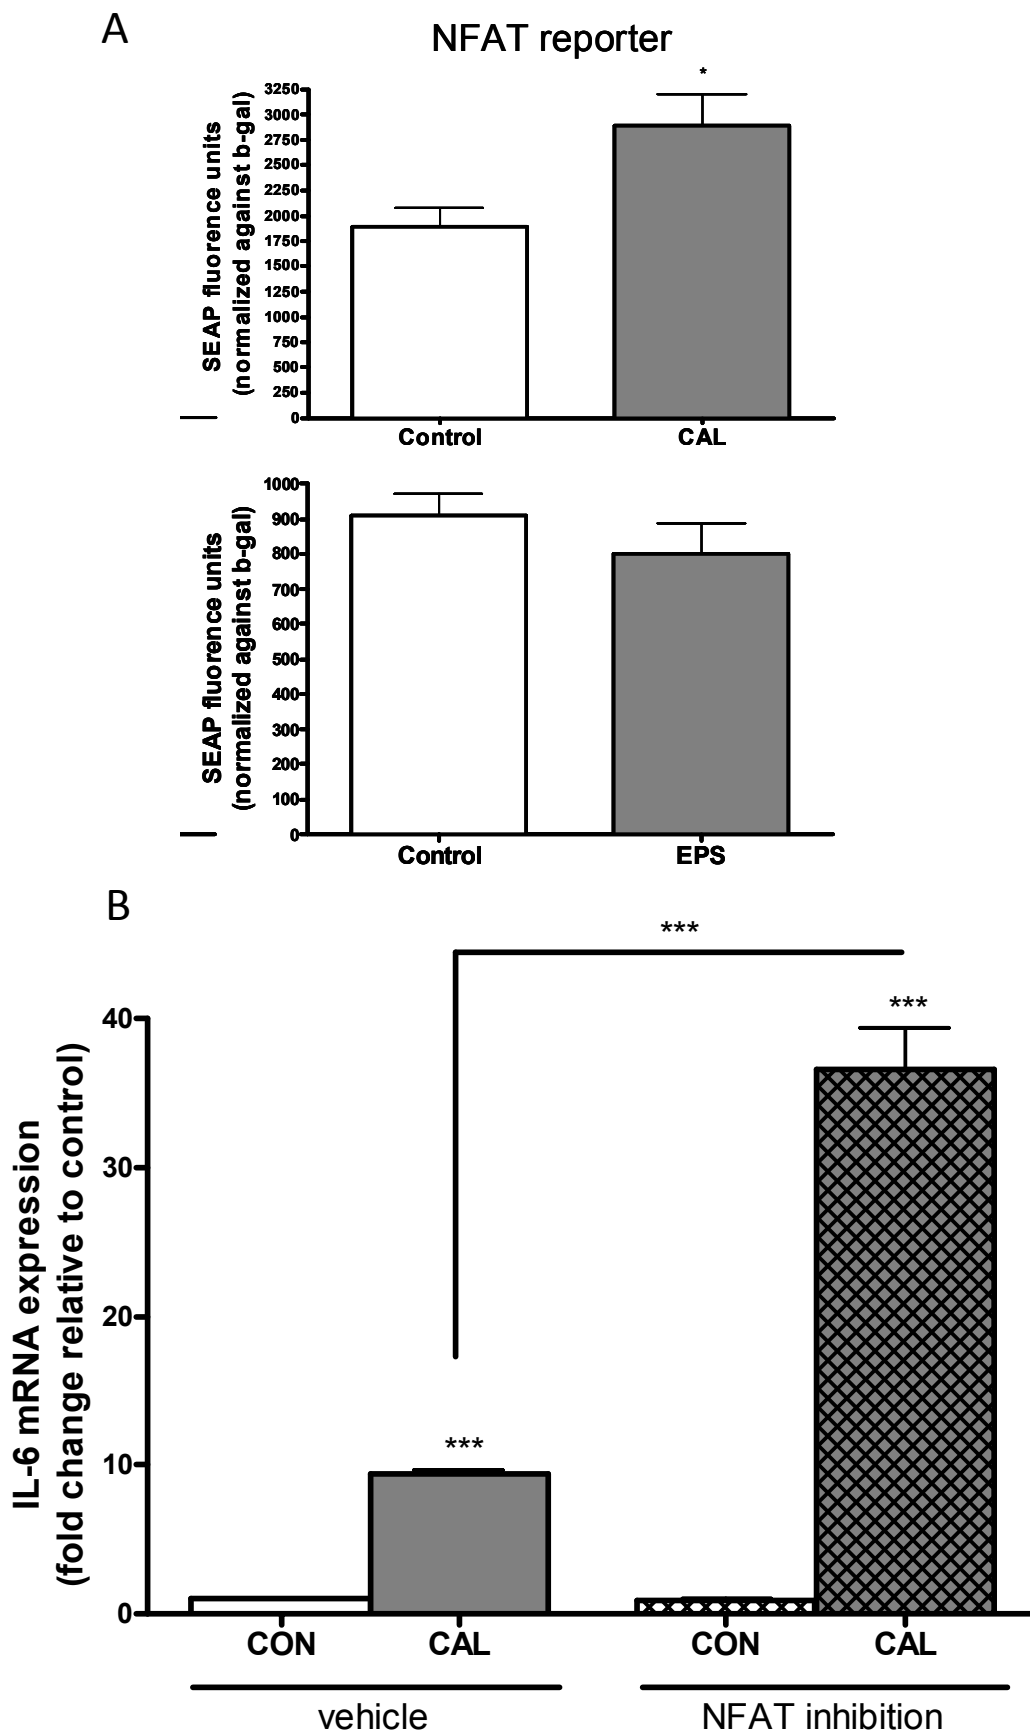 A
NFAT reporter
*
SEAP fluorence units
(normalized against b-gal)
3250
3000
2750
2500
2250
2000
1750
1500
1250
1000
750
500
250
0
Control CAL
SEAP fluorence units
(normalized against b-gal)
1000
900
800
700
600
500
400
300
200
100
0
Control EPS
B
***
***
***
IL-6 mRNA expression
(fold change relative to control)
40
30
20
10
0
CON CAL CON CAL
vehicle NFAT inhibition